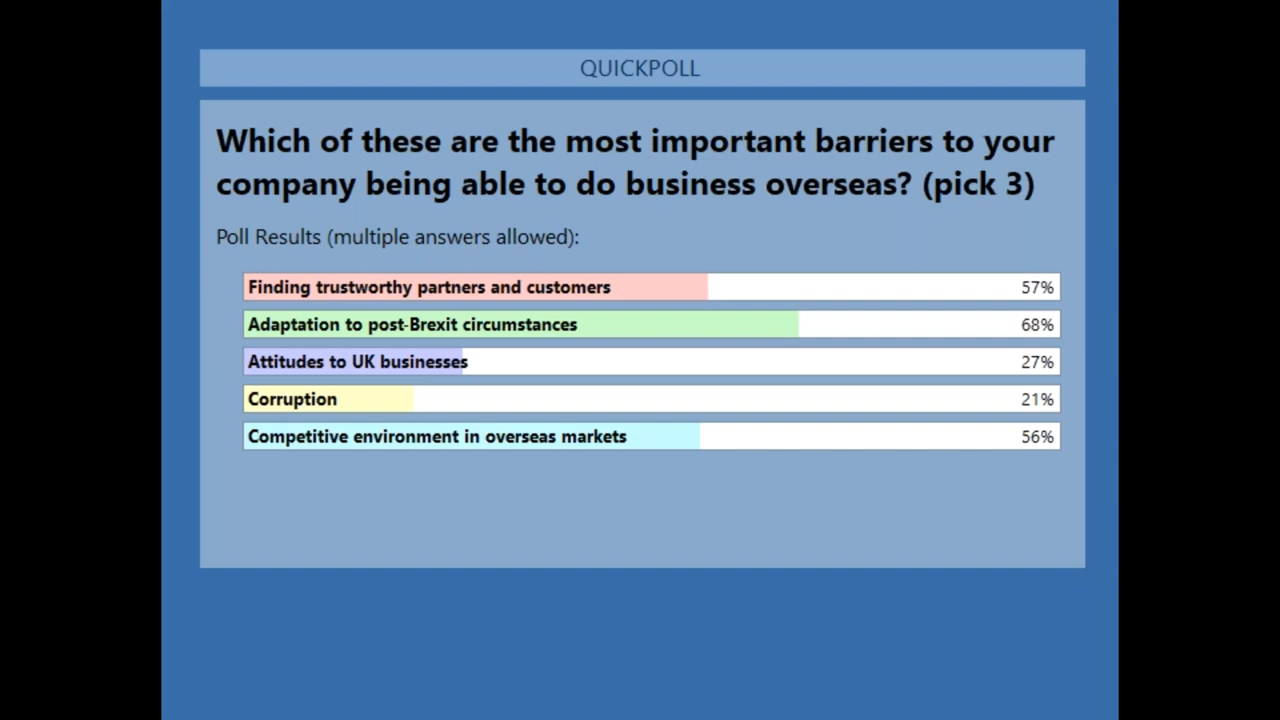 QUICKPOLL
Which of these are the most important barriers to your
company being able to do business overseas? (pick 3)
Poll Results (multiple answers allowed):
Finding trustworthy partners and customers 57%
Adaptation to post-Brexit circumstances 68%
Attitudes to UK businesses 27%
Corruption 21%
Competitive environment in overseas markets 56%